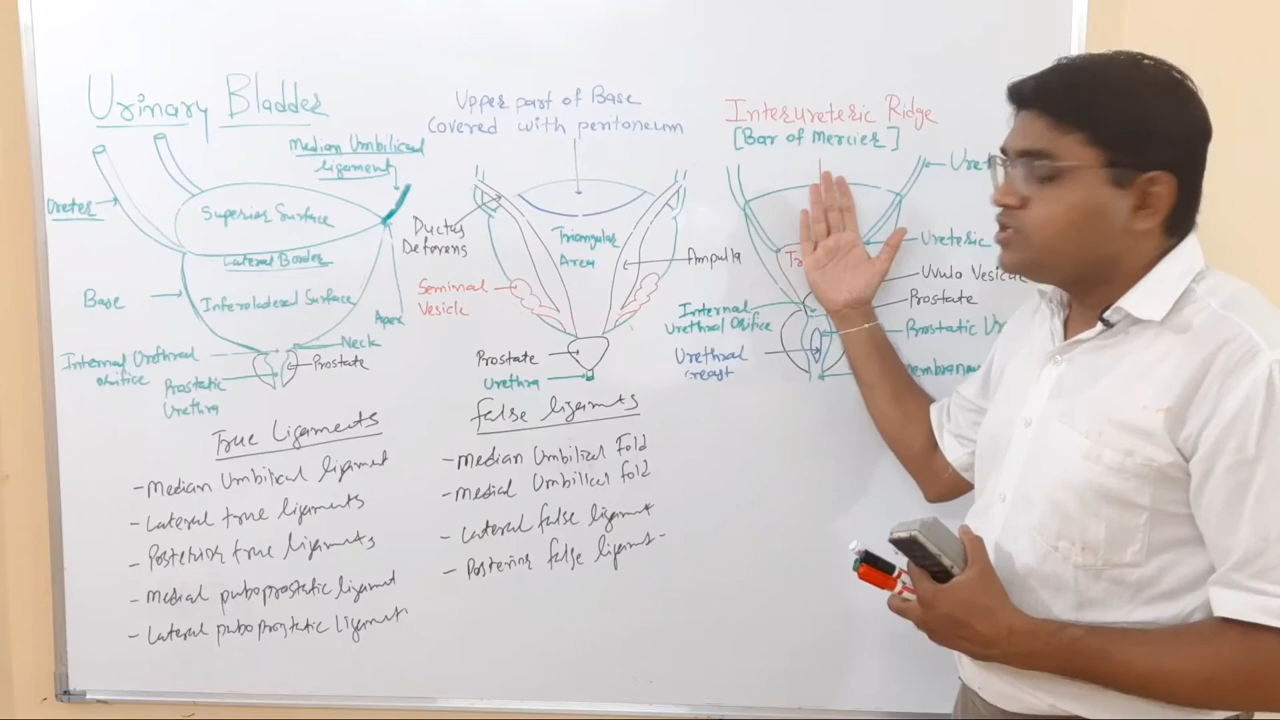 Urinary Bladder
Median Umbilical
ligament
Ureter
Superior Surface
Lateral Border
Base
Inferolateral Surface
Apex
Neck
Internal Urethral
Orifice
Prostate
Prostatic
Urethra
Upper part of Base
Covered with peritoneum
Ductus
Deferens
Triangular
Area
Ampulla
Seminal
Vesicle
Prostate
Urethra
Interureteric Ridge
[Bar of Mercier]
Ure
Ureteric
Uvula Vesica
Prostate
Internal
Urethral Orifice
Prostatic Ur
Urethral
Crest
embrana
True Ligaments
-Median Umbilical ligament
-Lateral true ligaments
-Posterior true ligaments
-Medial puboprostatic ligament
-Lateral puboprostatic Ligament
False ligaments
-Median Umbilical Fold
-Medial Umbilical fold
-Lateral false ligament
-Posterior false ligament-